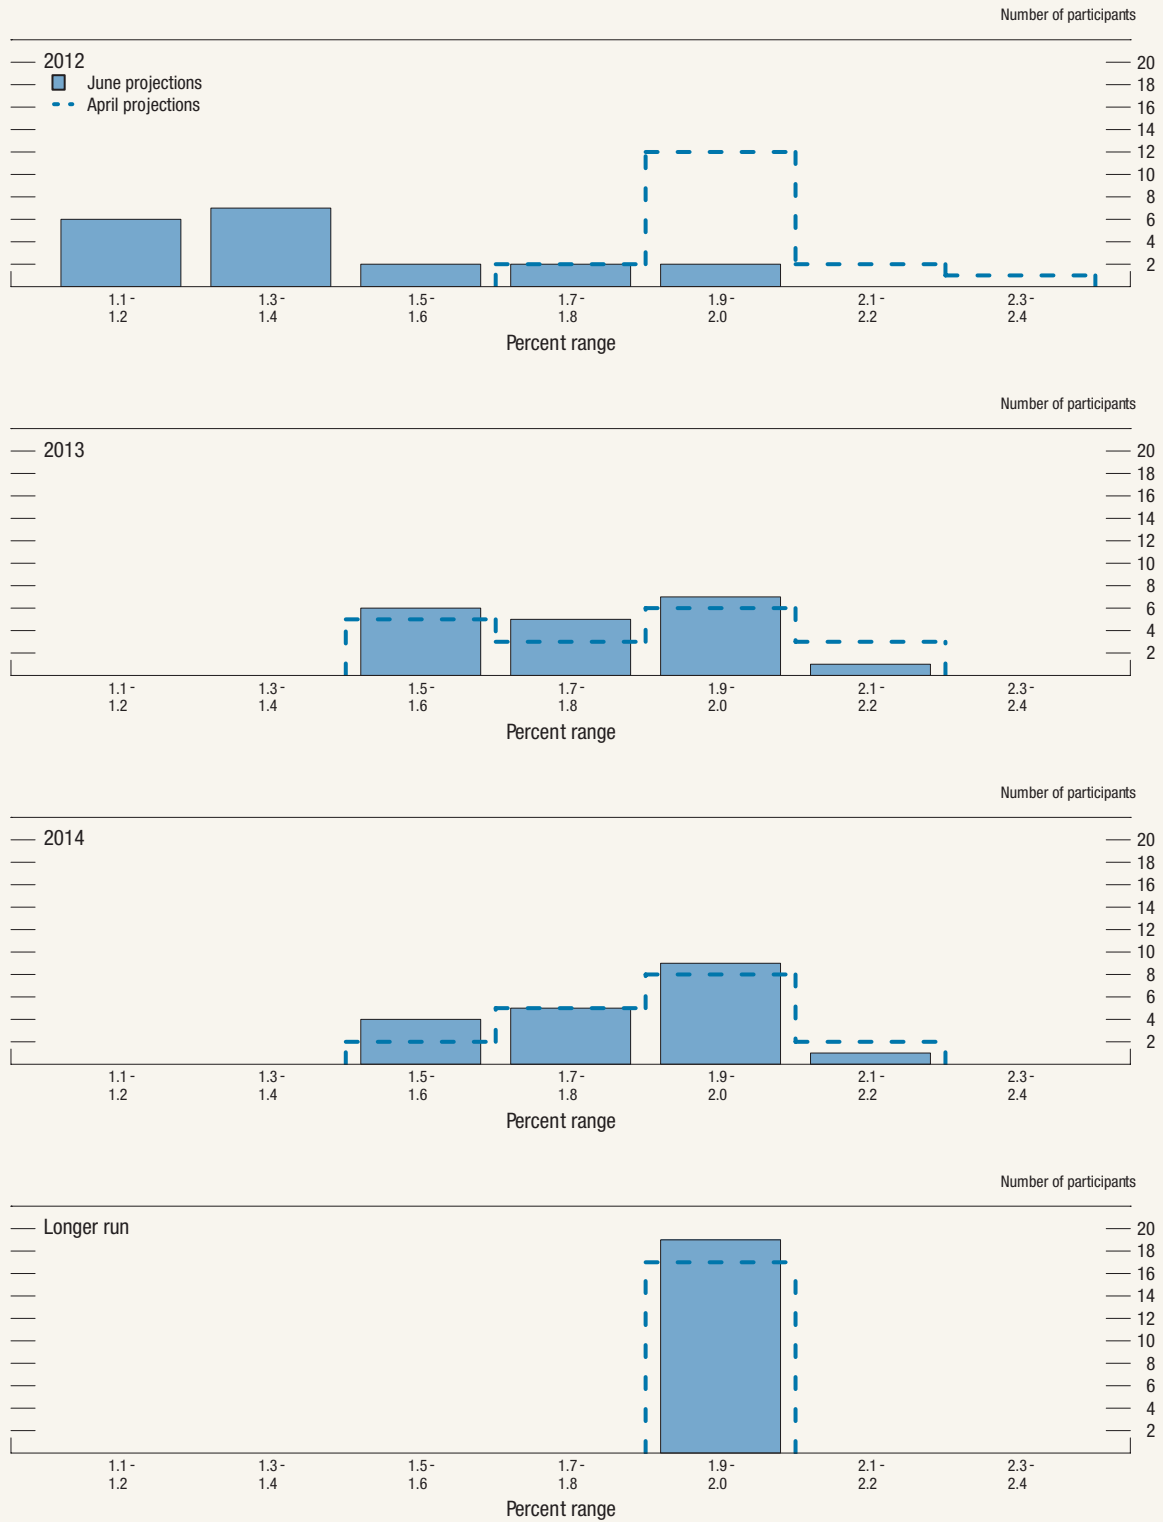 Number of participants
2012
June projections
April projections
20
18
16
14
12
10
8
6
4
2
1.1 - 1.3 - 1.5- 1.7 - 1.9 - 2.1 - 2.3 -
1.2 1.4 1.6 1.8 2.0 2.2 2.4
Percent range
Number of participants
2013
20
18
16
14
12
10
8
6
4
2
1.1 - 1.3 - 1.5- 1.7 - 1.9 - 2.1 - 2.3 -
1.2 1.4 1.6 1.8 2.0 2.2 2.4
Percent range
Number of participants
2014
20
18
16
14
12
10
8
6
4
2
1.1 - 1.3 - 1.5- 1.7 - 1.9 - 2.1 - 2.3 -
1.2 1.4 1.6 1.8 2.0 2.2 2.4
Percent range
Number of participants
Longer run
20
18
16
14
12
10
8
6
4
2
1.1 - 1.3 - 1.5- 1.7 - 1.9 - 2.1 - 2.3 -
1.2 1.4 1.6 1.8 2.0 2.2 2.4
Percent range